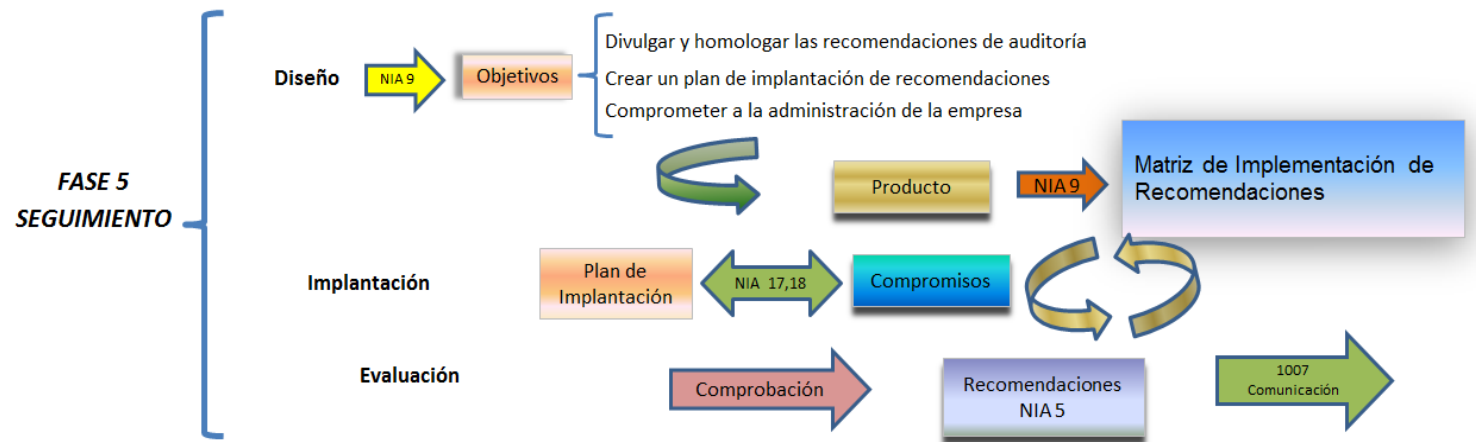 FASE 5
SEGUIMIENTO
Diseño
NIA 9
Objetivos
Divulgar y homologar las recomendaciones de auditoría
Crear un plan de implantación de recomendaciones
Comprometer a la administración de la empresa
Producto
NIA 9
Matriz de Implementación de
Recomendaciones
Implantación
Plan de
Implantación
NIA 17,18
Compromisos
Evaluación
Comprobación
Recomendaciones
NIA 5
1007
Comunicación